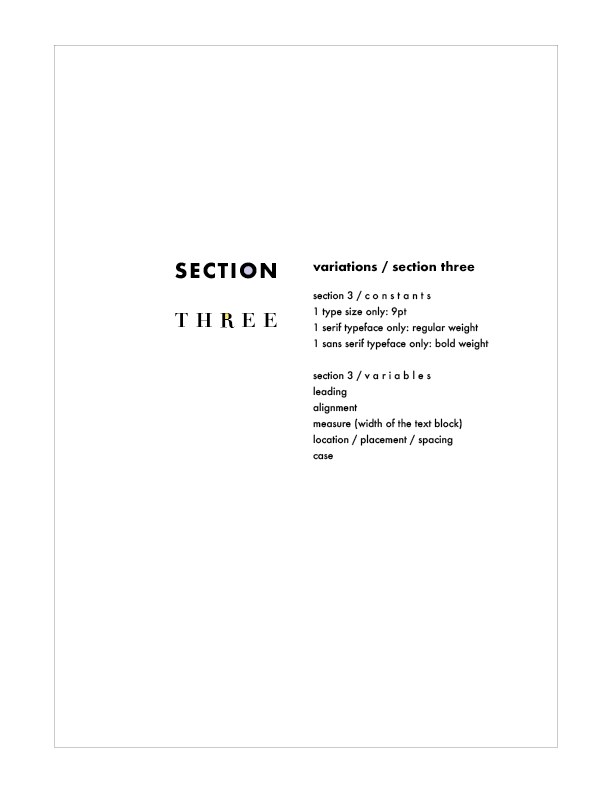 SECTION
THREE
variations / section three
section 3 / constants
1 type size only: 9pt
1 serif typeface only: regular weight
1 sans serif typeface only: bold weight
section 3 / variables
leading
alignment
measure (width of the text block)
location / placement / spacing
case